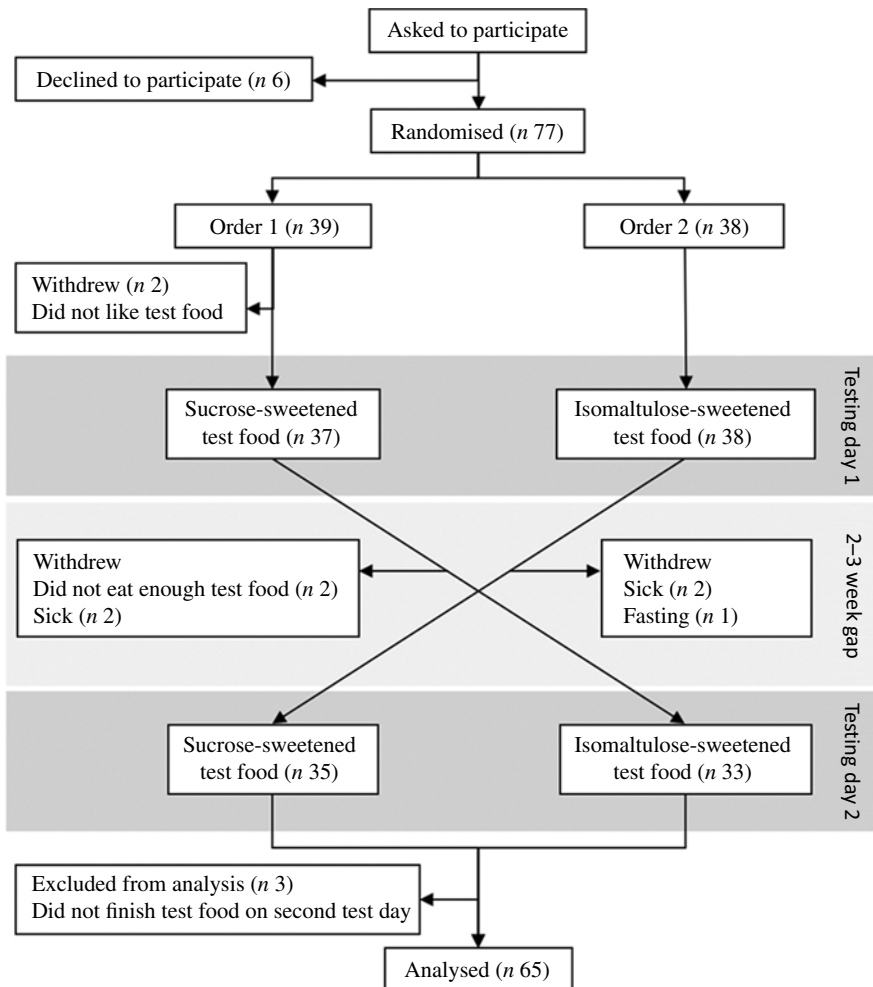 Asked to participate
Declined to participate (n 6)
Randomised (n 77)
Order 1 (n 39)
Order 2 (n 38)
Withdrew (n 2)
Did not like test food
Sucrose-sweetened
test food (n 37)
Isomaltulose-sweetened
test food (n 38)
Testing day 1
Withdrew
Did not eat enough test food (n 2)
Sick (n 2)
Withdrew
Sick (n 2)
Fasting (n 1)
2–3 week gap
Sucrose-sweetened
test food (n 35)
Isomaltulose-sweetened
test food (n 33)
Testing day 2
Excluded from analysis (n 3)
Did not finish test food on second test day
Analysed (n 65)